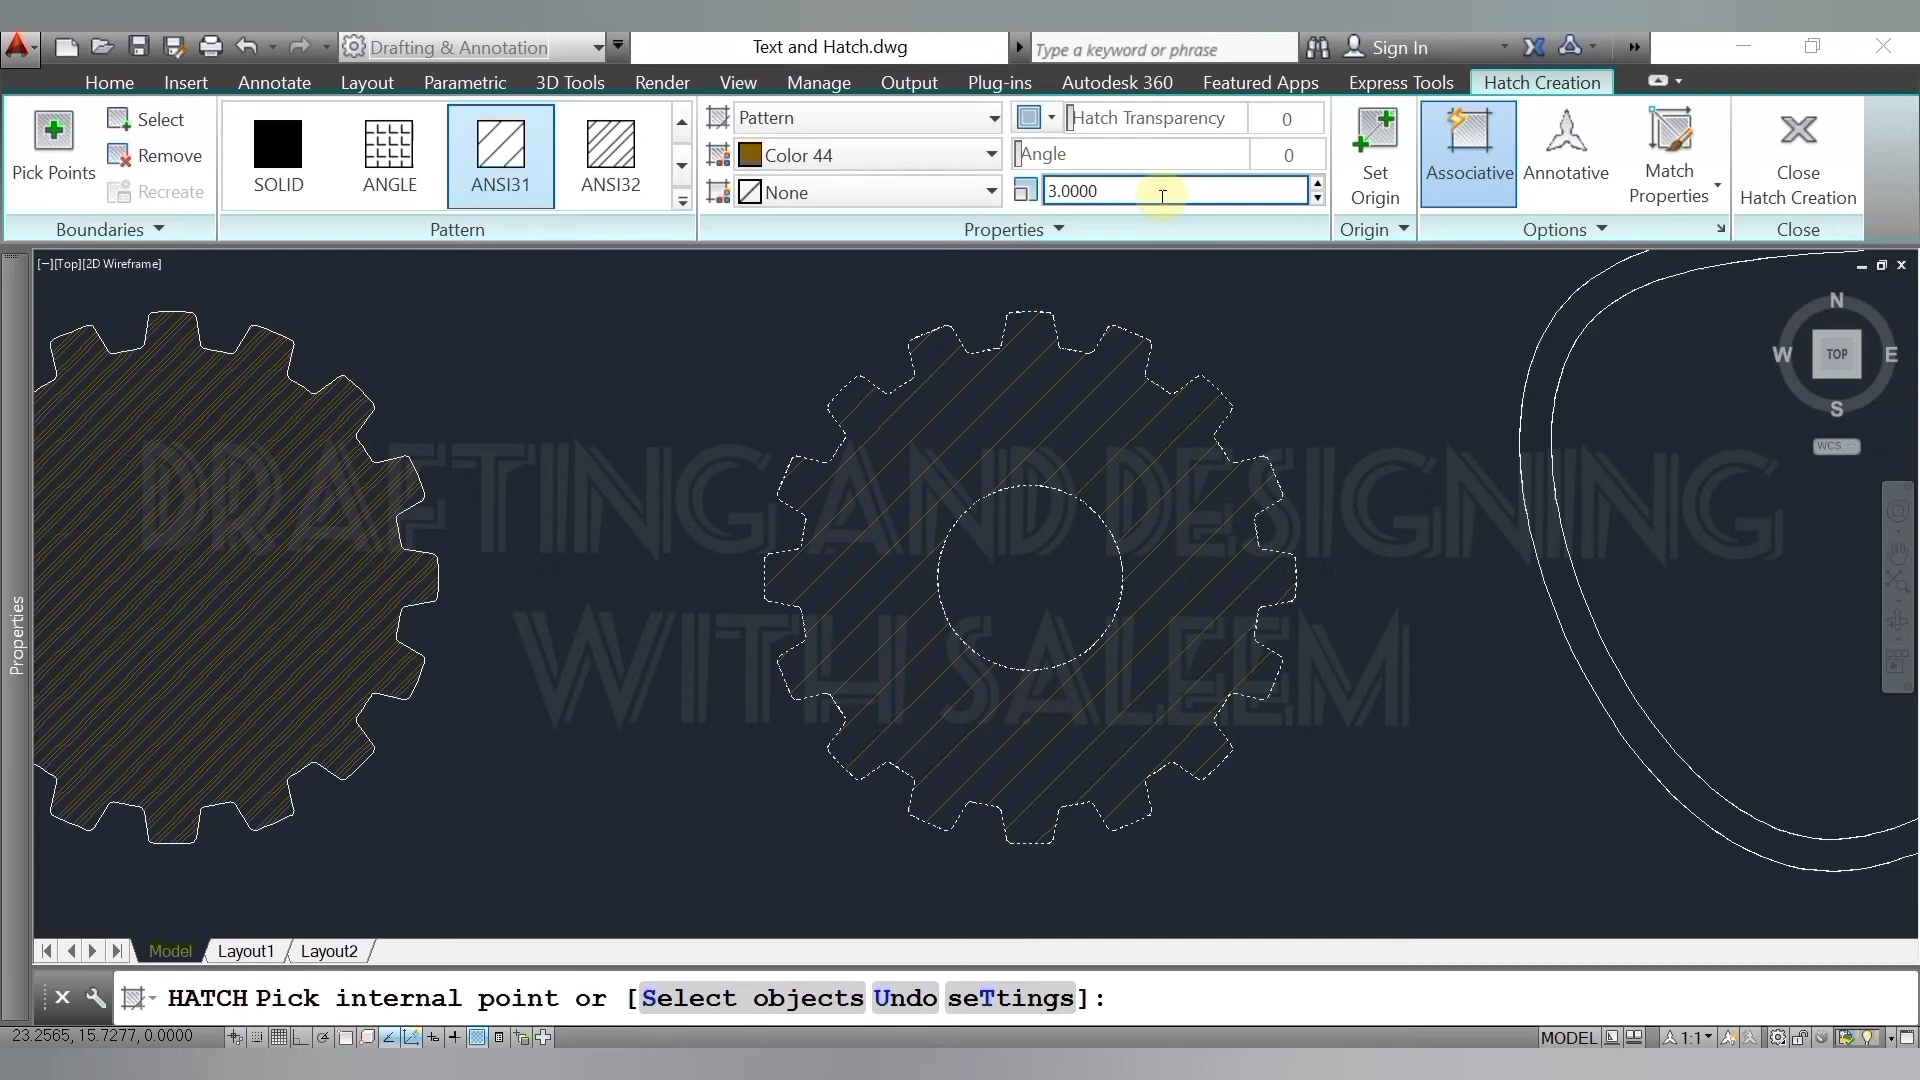 Drafting & Annotation
Text and Hatch.dwg
Type a keyword or phrase
Sign In
Home Insert Annotate Layout Parametric 3D Tools Render View Manage Output Plug-ins Autodesk 360 Featured Apps Express Tools Hatch Creation
Pick Points
Select
Remove
Recreate
Boundaries
SOLID
ANGLE
ANSI31
ANSI32
Pattern
Pattern
Color 44
None
Hatch Transparency 0
Angle 0
3.0000
Properties
Set
Origin
Origin
Associative
Annotative
Match
Properties
Options
Close
Hatch Creation
Close
[−][Top][2D Wireframe]
N
W
TOP
E
S
WCS
DRAFTING AND DESIGNING
WITH SALEEM
Properties
Model Layout1 Layout2
HATCH Pick internal point or [Select objects Undo seTtings]:
23.2565, 15.7277, 0.0000
MODEL
1:1